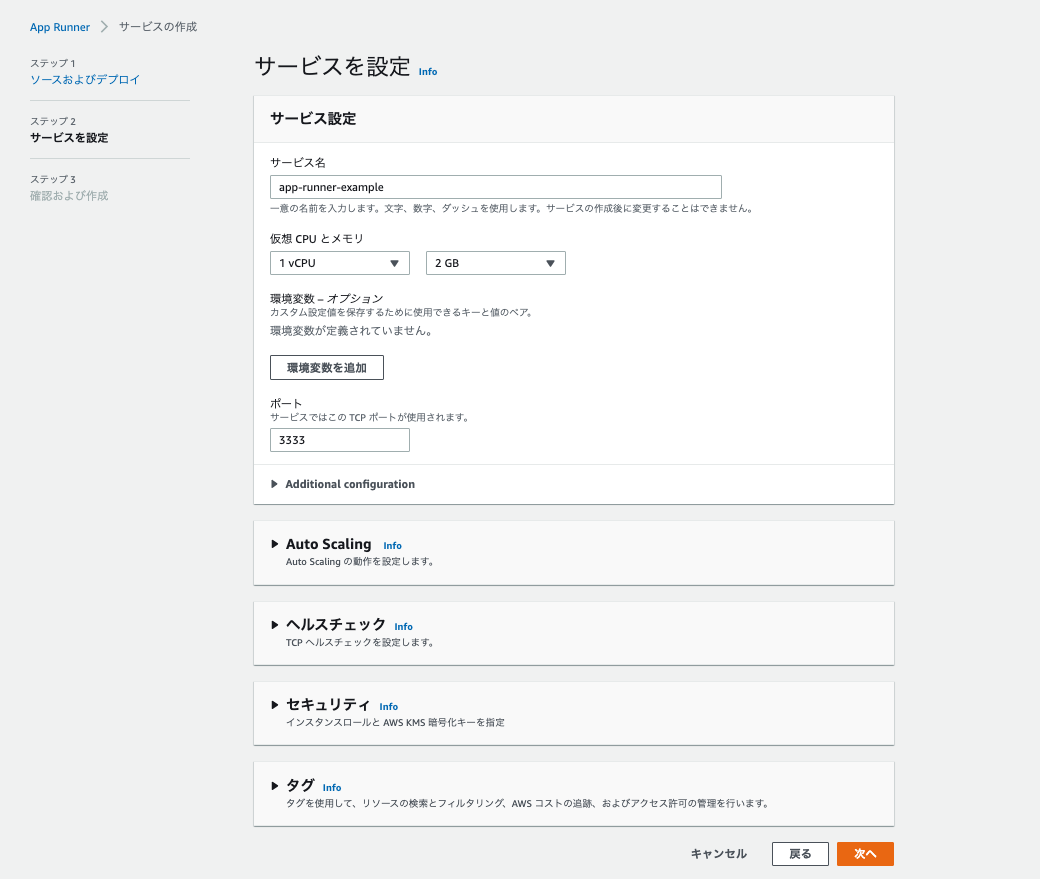 App Runner サービスの作成
ステップ 1
ソースおよびデプロイ
ステップ 2
サービスを設定
ステップ 3
確認および作成
サービスを設定 Info
サービス設定
サービス名
app-runner-example
一意の名前を入力します。文字、数字、ダッシュを使用します。サービスの作成後に変更することはできません。
仮想 CPU とメモリ
1 vCPU 2 GB
環境変数 – オプション
カスタム設定値を保存するために使用できるキーと値のペア。
環境変数が定義されていません。
環境変数を追加
ポート
サービスではこの TCP ポートが使用されます。
3333
Additional configuration
Auto Scaling Info
Auto Scaling の動作を設定します。
ヘルスチェック Info
TCP ヘルスチェックを設定します。
セキュリティ Info
インスタンスロールと AWS KMS 暗号化キーを指定
タグ Info
タグを使用して、リソースの検索とフィルタリング、AWS コストの追跡、およびアクセス許可の管理を行います。
キャンセル 戻る 次へ